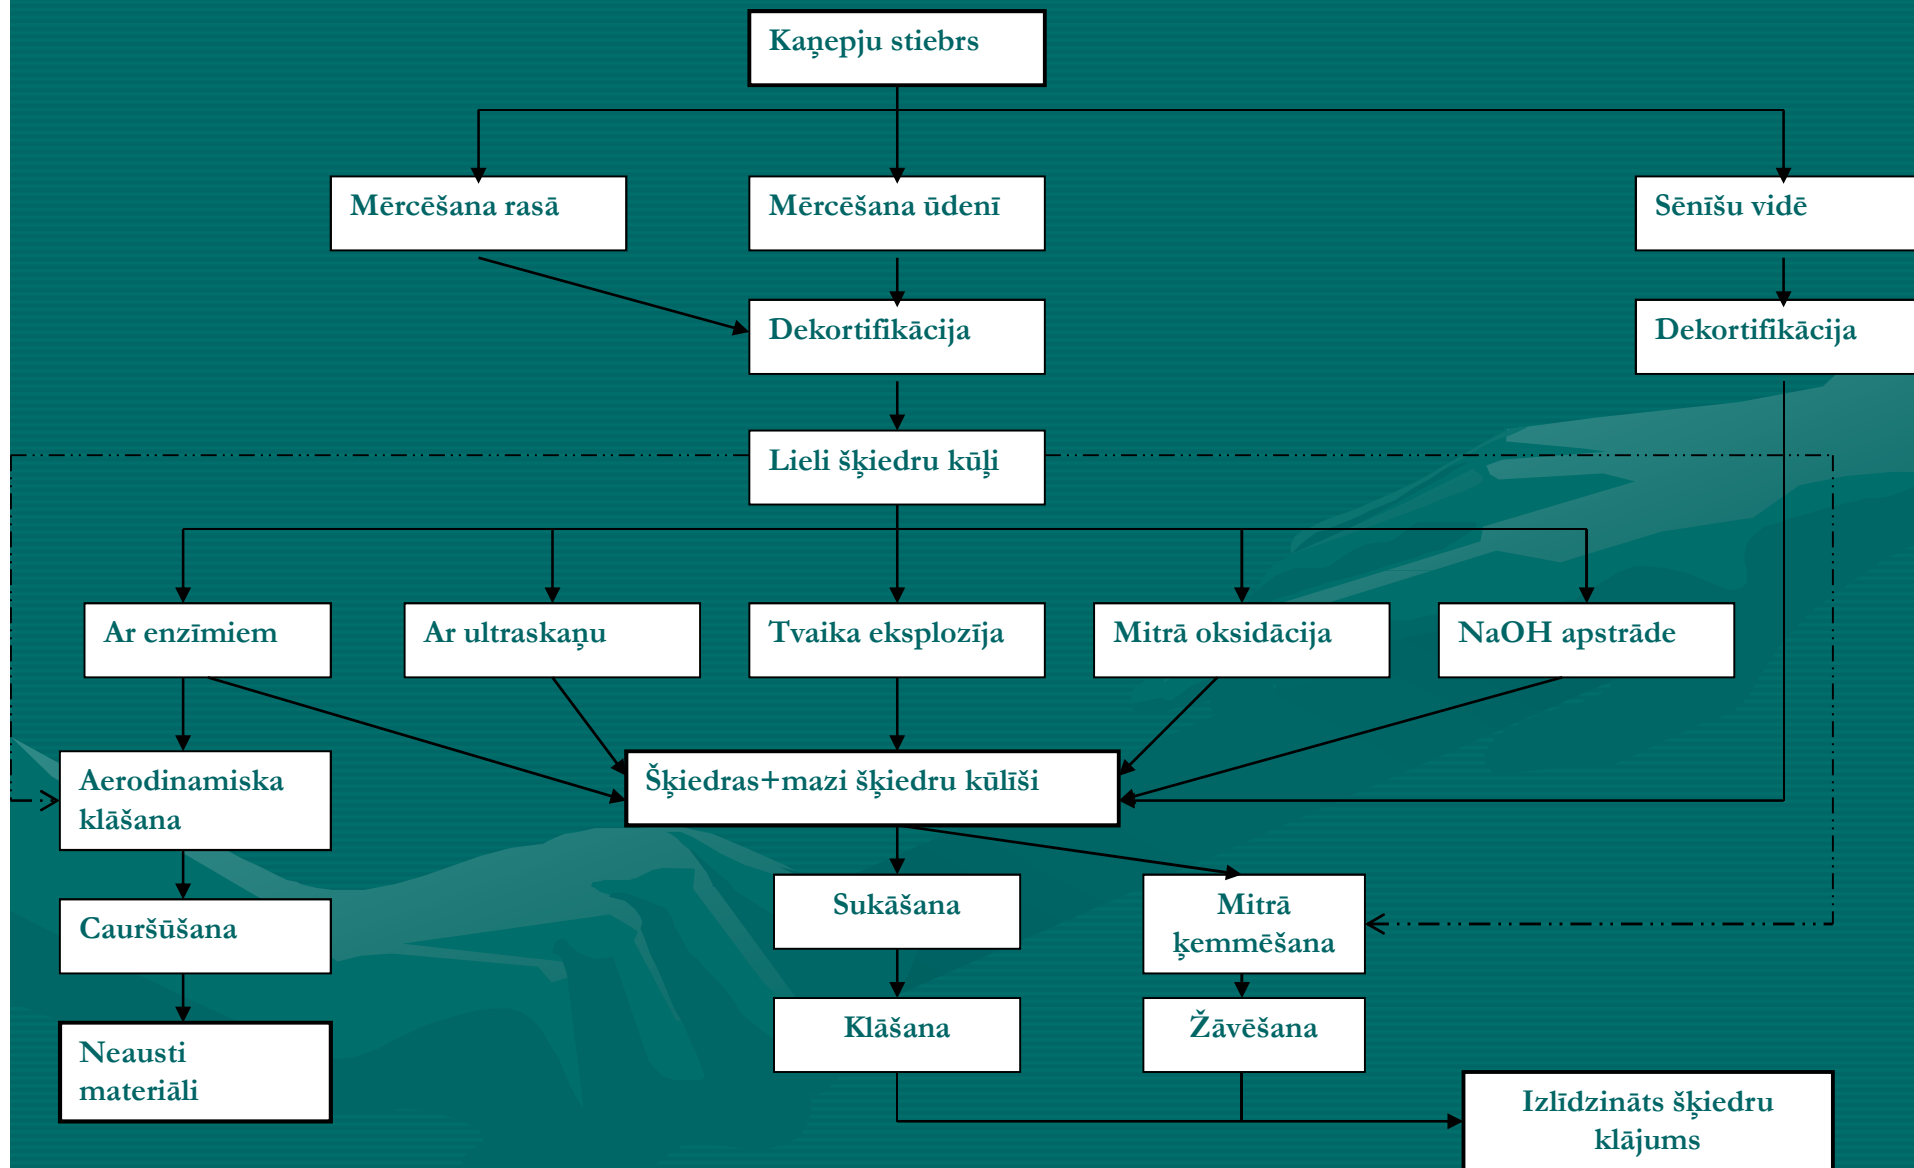 Kaņepju stiebrs
Mērcēšana rasā
Mērcēšana ūdenī
Sēnīšu vidē
Dekortifikācija
Dekortifikācija
Lieli šķiedru kūļi
Ar enzīmiem
Ar ultraskaņu
Tvaika eksplozīja
Mitrā oksidācija
NaOH apstrāde
Aerodinamiska
klāšana
Šķiedras+mazi šķiedru kūlīši
Sukāšana
Mitrā
ķemmēšana
Cauršūšana
Klāšana
Žāvēšana
Neausti
materiāli
Izlīdzināts šķiedru
klājums